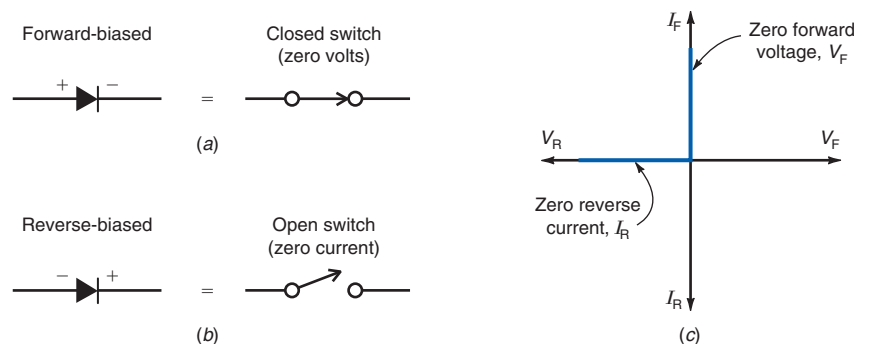 Forward-biased
Closed switch
(zero volts)
+ −
=
(a)
Reverse-biased
Open switch
(zero current)
− +
=
(b)
I_F
Zero forward
voltage, V_F
V_R
V_F
Zero reverse
current, I_R
I_R
(c)